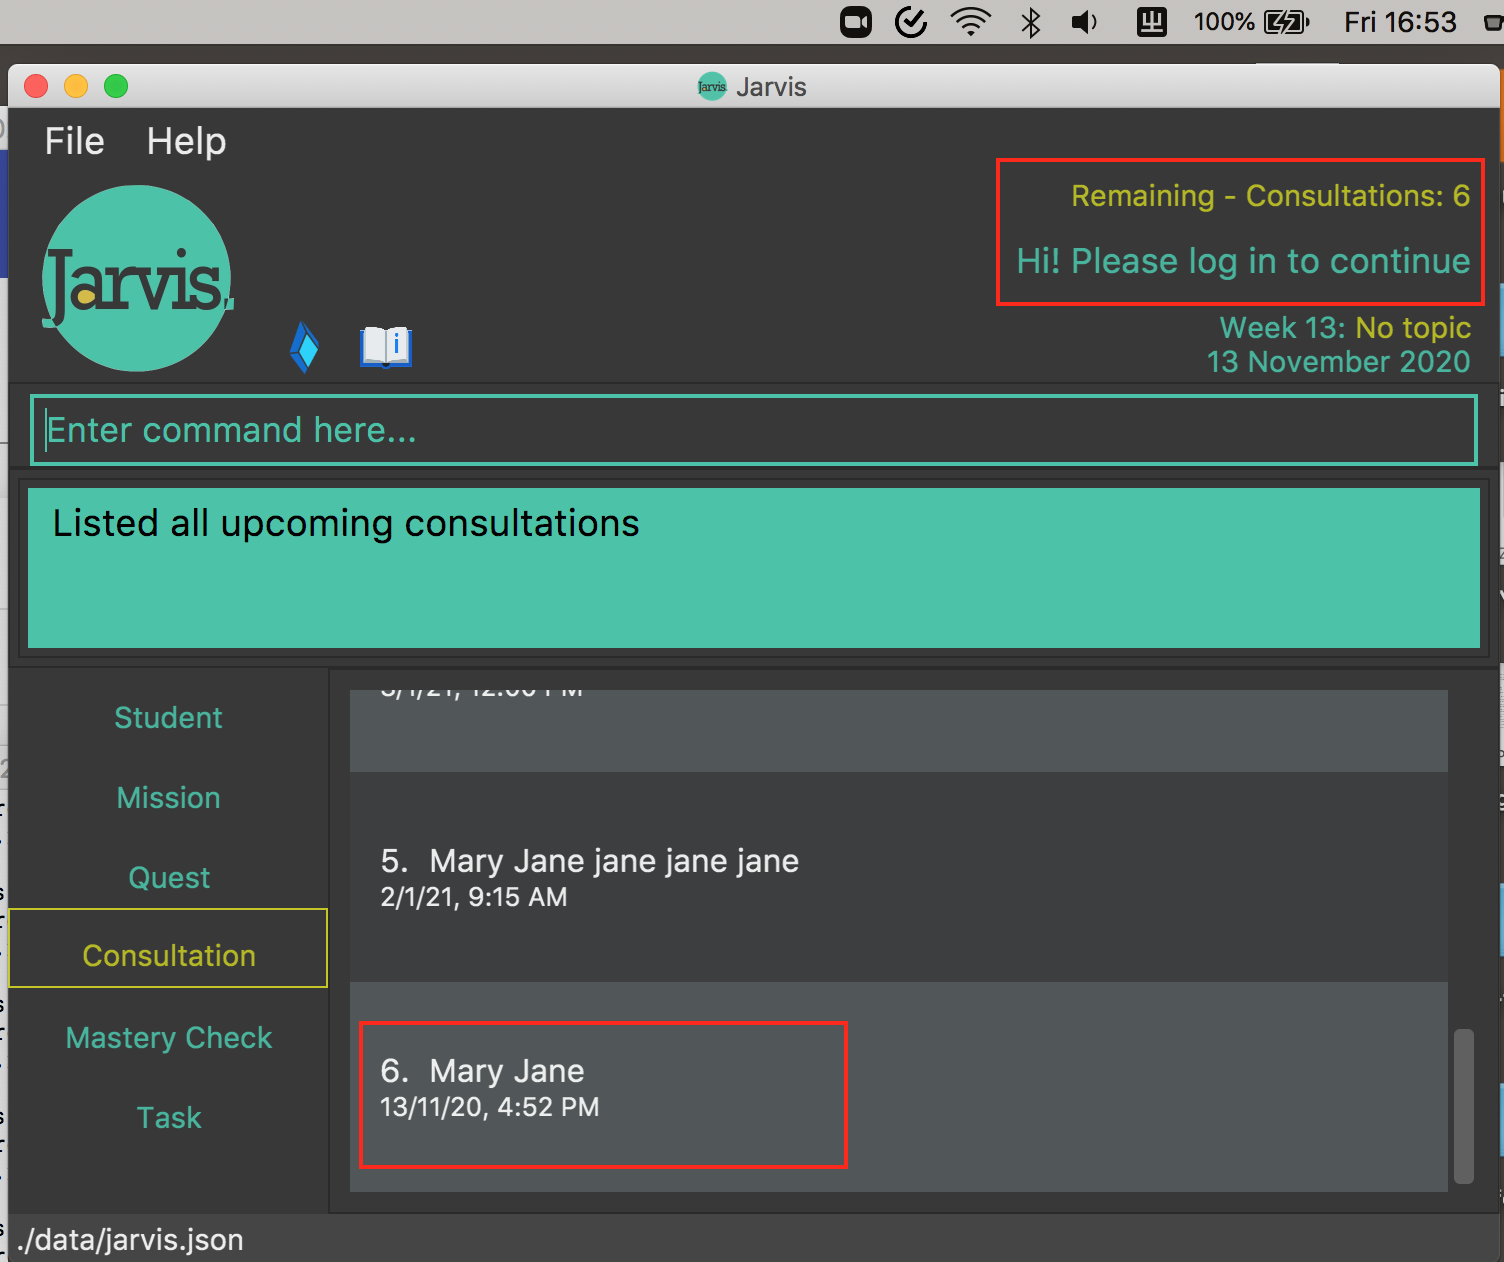 100% Fri 16:53
Jarvis Jarvis
File Help
Remaining - Consultations: 6
Jarvis
Hi! Please log in to continue
Week 13: No topic
13 November 2020
Enter command here...
Listed all upcoming consultations
Student
Mission
Quest
Consultation
Mastery Check
Task
5. Mary Jane jane jane jane
2/1/21, 9:15 AM
6. Mary Jane
13/11/20, 4:52 PM
./data/jarvis.json